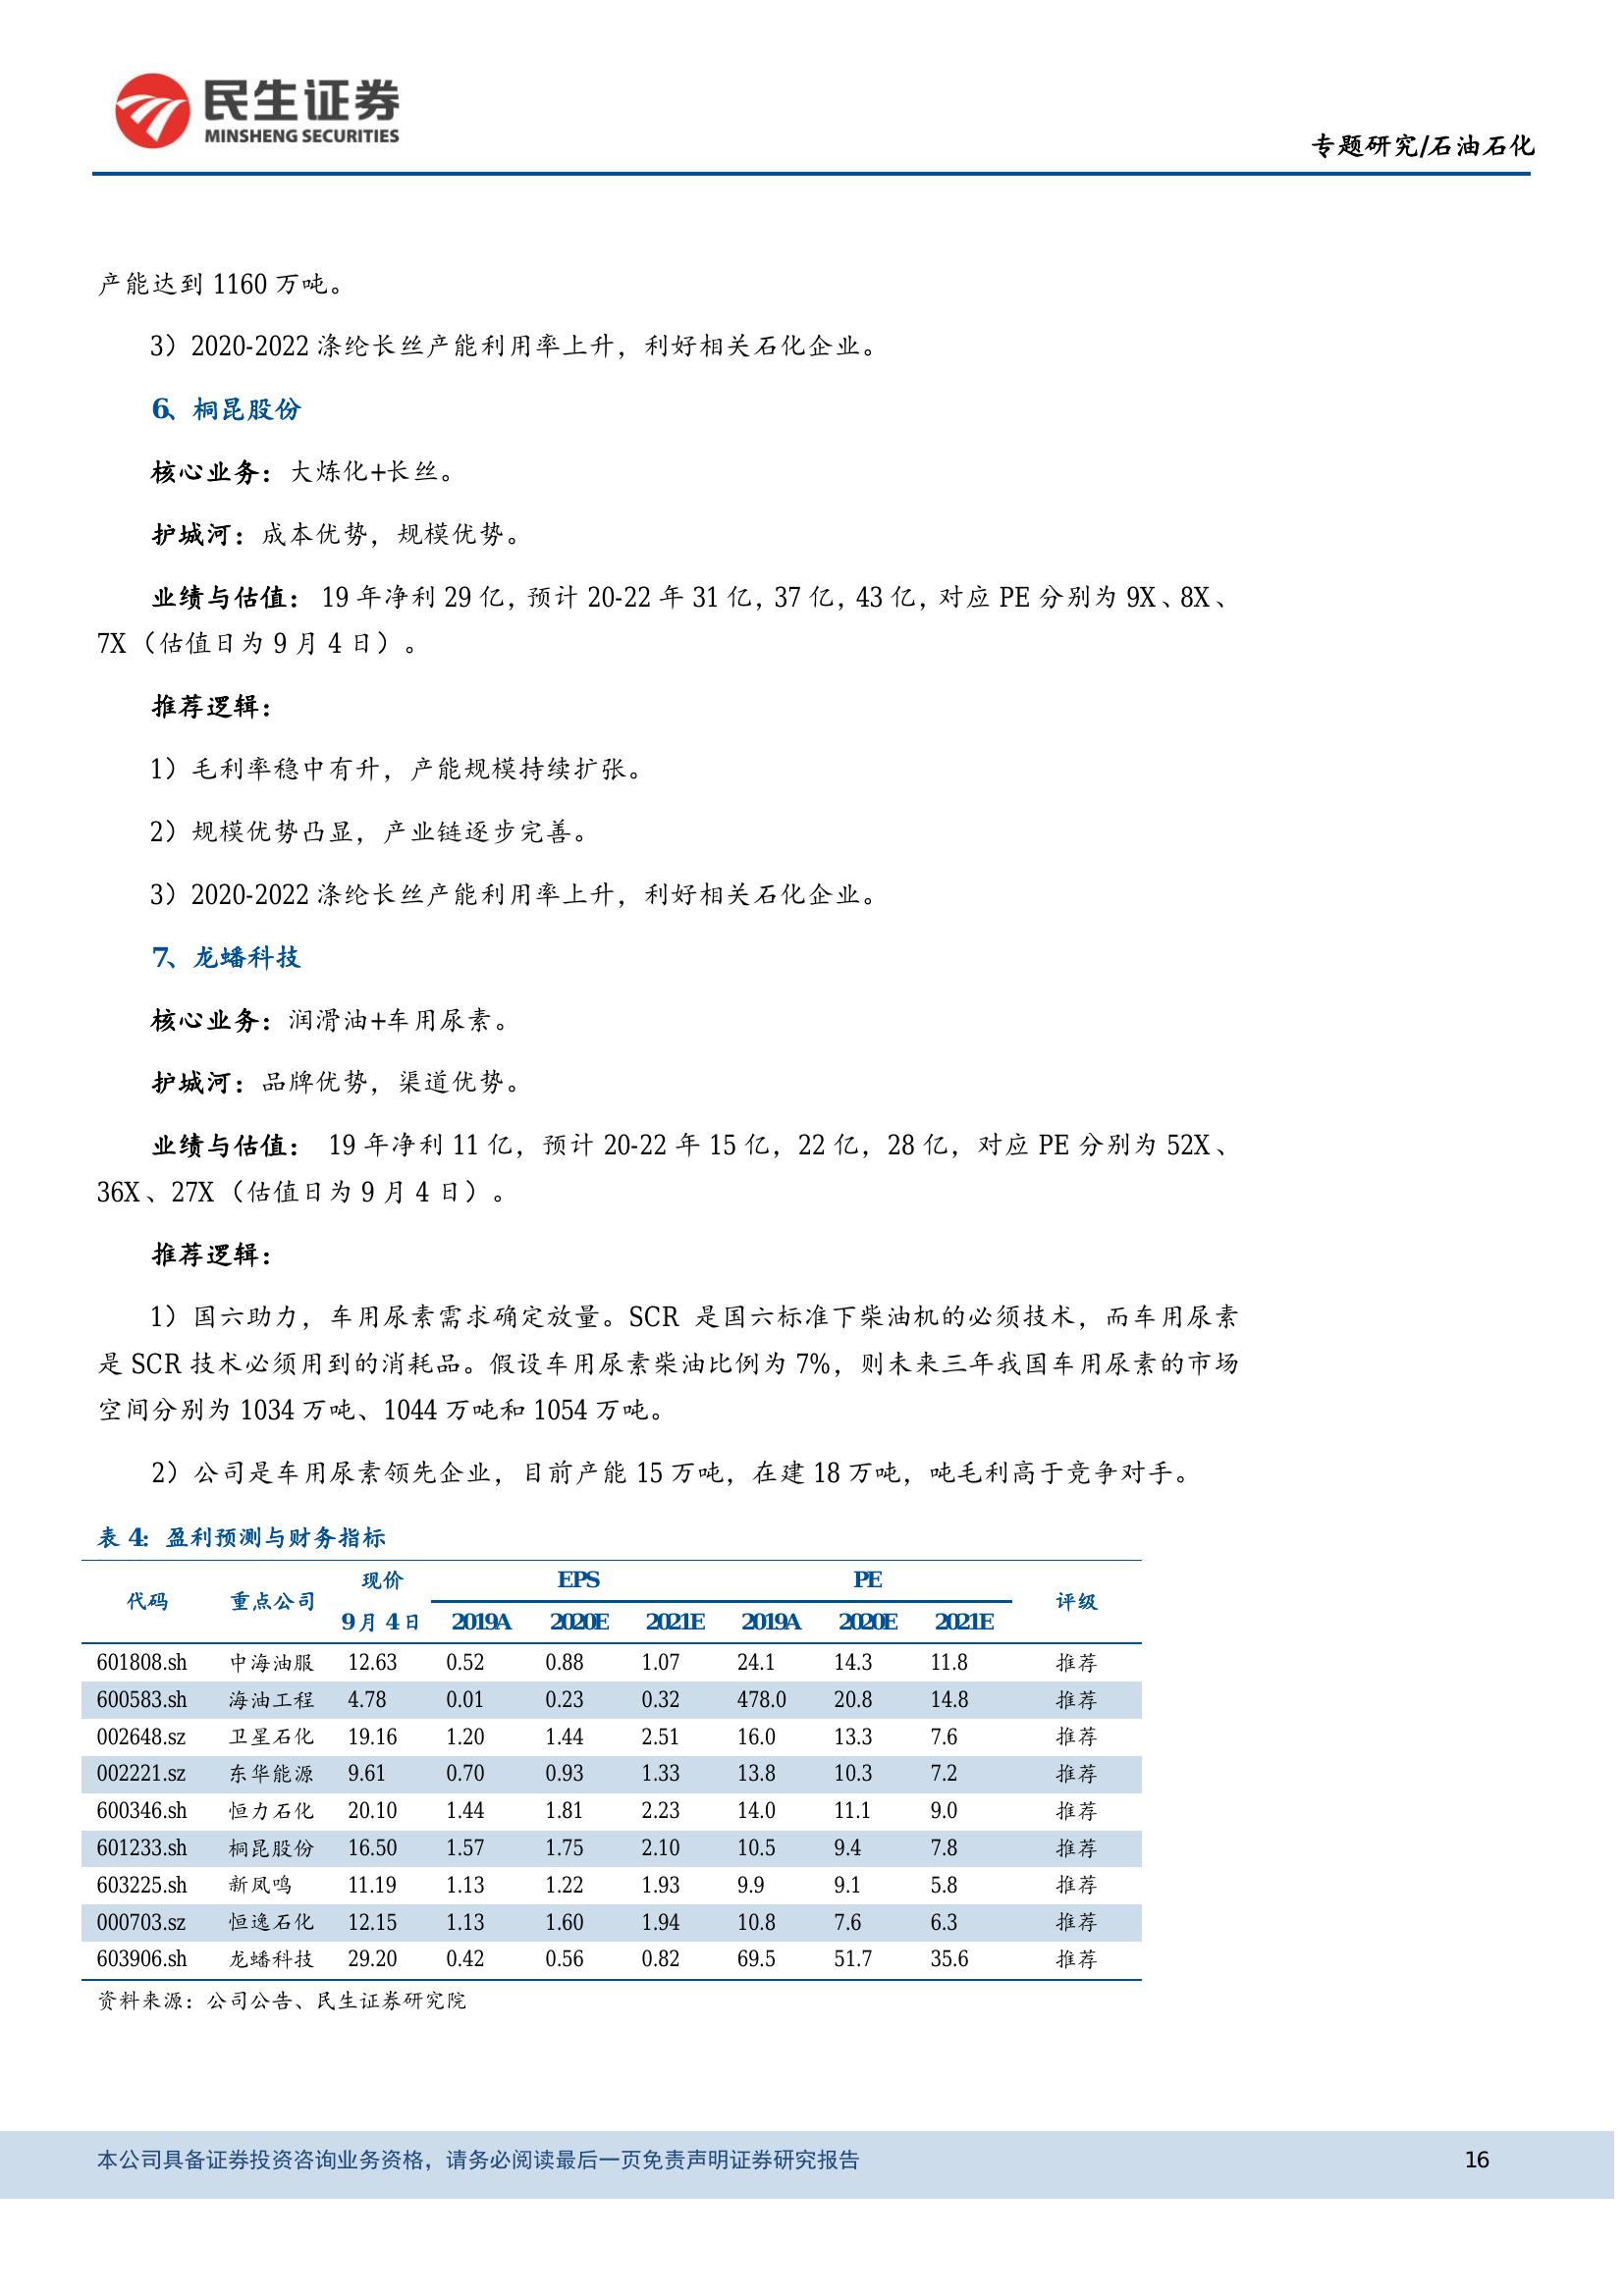 民生证券
MINSHENG SECURITIES
专题研究/石油石化
产能达到 1160 万吨。
3）2020-2022 涤纶长丝产能利用率上升，利好相关石化企业。
6、桐昆股份
核心业务：大炼化+长丝。
护城河：成本优势，规模优势。
业绩与估值： 19 年净利 29 亿，预计 20-22 年 31 亿，37 亿，43 亿，对应 PE 分别为 9X、8X、
7X（估值日为 9 月 4 日）。
推荐逻辑：
1）毛利率稳中有升，产能规模持续扩张。
2）规模优势凸显，产业链逐步完善。
3）2020-2022 涤纶长丝产能利用率上升，利好相关石化企业。
7、龙蟠科技
核心业务：润滑油+车用尿素。
护城河：品牌优势，渠道优势。
业绩与估值： 19 年净利 11 亿，预计 20-22 年 15 亿，22 亿，28 亿，对应 PE 分别为 52X、
36X、27X（估值日为 9 月 4 日）。
推荐逻辑：
1）国六助力，车用尿素需求确定放量。SCR 是国六标准下柴油机的必须技术，而车用尿素
是 SCR 技术必须用到的消耗品。假设车用尿素柴油比例为 7%，则未来三年我国车用尿素的市场
空间分别为 1034 万吨、1044 万吨和 1054 万吨。
2）公司是车用尿素领先企业，目前产能 15 万吨，在建 18 万吨，吨毛利高于竞争对手。
表 4：盈利预测与财务指标
代码 重点公司 现价 EPS PE 评级
9 月 4 日 2019A 2020E 2021E 2019A 2020E 2021E
601808.sh 中海油服 12.63 0.52 0.88 1.07 24.1 14.3 11.8 推荐
600583.sh 海油工程 4.78 0.01 0.23 0.32 478.0 20.8 14.8 推荐
002648.sz 卫星石化 19.16 1.20 1.44 2.51 16.0 13.3 7.6 推荐
002221.sz 东华能源 9.61 0.70 0.93 1.33 13.8 10.3 7.2 推荐
600346.sh 恒力石化 20.10 1.44 1.81 2.23 14.0 11.1 9.0 推荐
601233.sh 桐昆股份 16.50 1.57 1.75 2.10 10.5 9.4 7.8 推荐
603225.sh 新凤鸣 11.19 1.13 1.22 1.93 9.9 9.1 5.8 推荐
000703.sz 恒逸石化 12.15 1.13 1.60 1.94 10.8 7.6 6.3 推荐
603906.sh 龙蟠科技 29.20 0.42 0.56 0.82 69.5 51.7 35.6 推荐
资料来源：公司公告、民生证券研究院
本公司具备证券投资咨询业务资格，请务必阅读最后一页免责声明证券研究报告 16